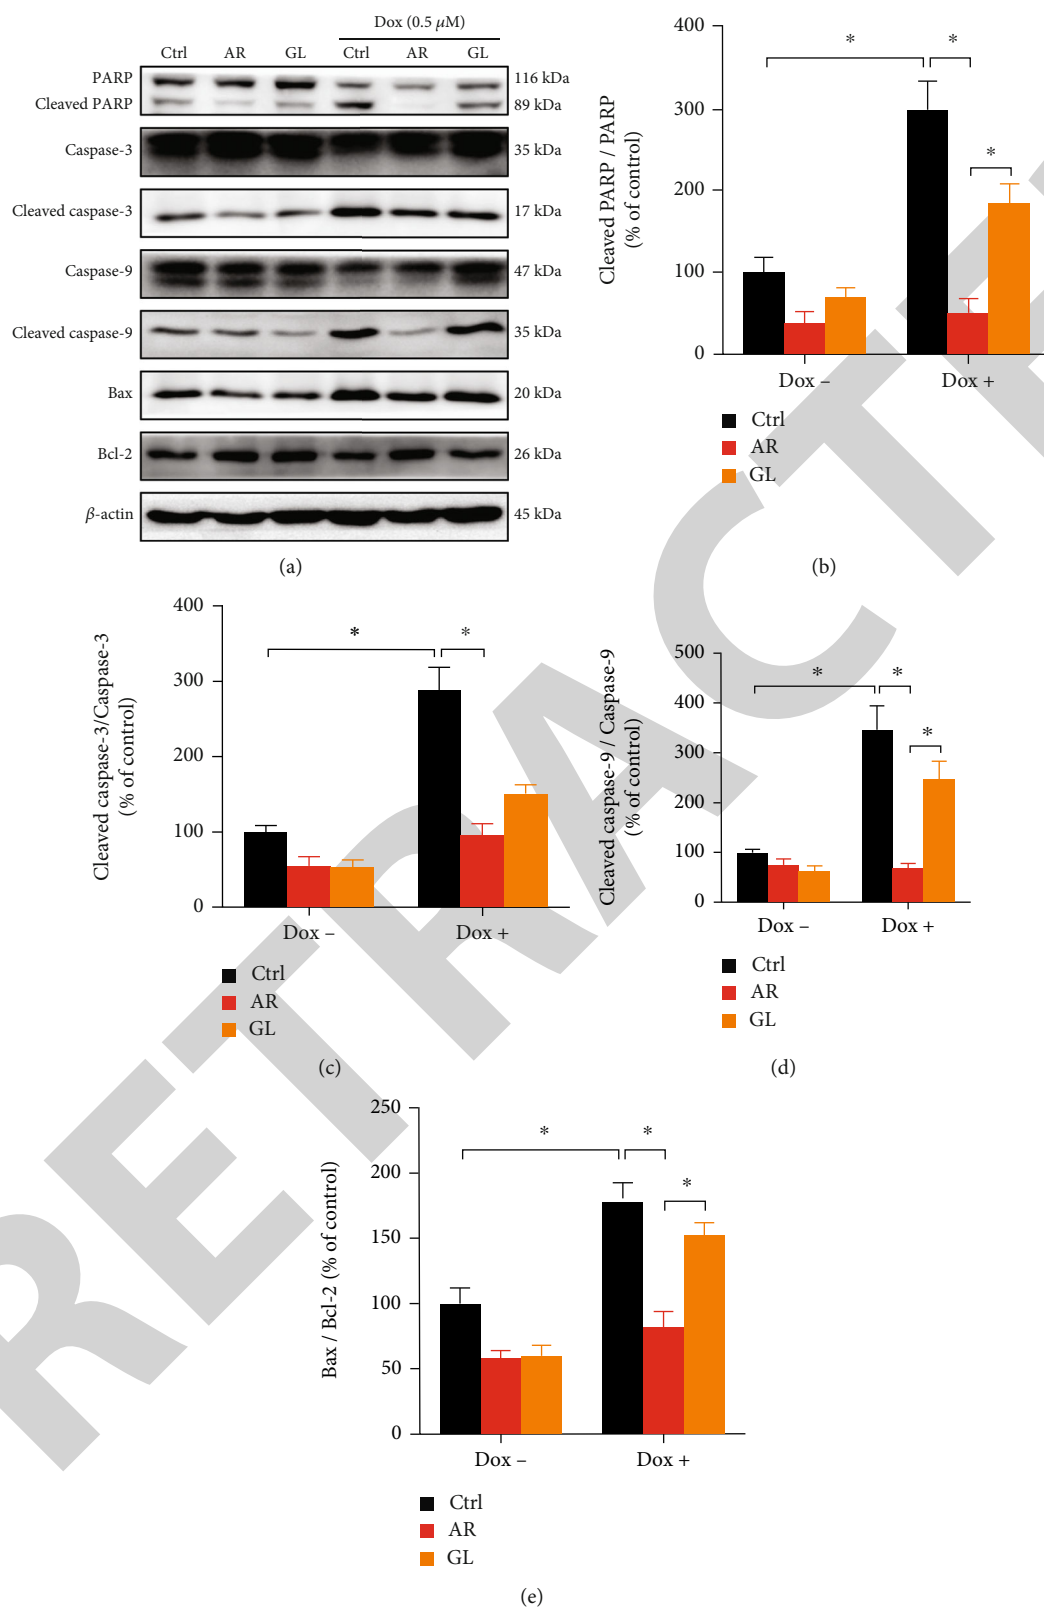 Dox (0.5 μM)
Ctrl AR GL Ctrl AR GL
PARP 116 kDa
Cleaved PARP 89 kDa
Caspase-3 35 kDa
Cleaved caspase-3 17 kDa
Caspase-9 47 kDa
Cleaved caspase-9 35 kDa
Bax 20 kDa
Bcl-2 26 kDa
β-actin 45 kDa
(a)
Cleaved PARP / PARP
(% of control)
400
300
200
100
0
* *
*
Dox – Dox +
Ctrl
AR
GL
(b)
Cleaved caspase-3/Caspase-3
(% of control)
400
300
200
100
0
* *
Dox – Dox +
Ctrl
AR
GL
(c)
Cleaved caspase-9 / Caspase-9
(% of control)
500
400
300
200
100
0
* *
*
Dox – Dox +
Ctrl
AR
GL
(d)
Bax / Bcl-2 (% of control)
250
200
150
100
50
0
* *
*
Dox – Dox +
Ctrl
AR
GL
(e)
RETRACTE